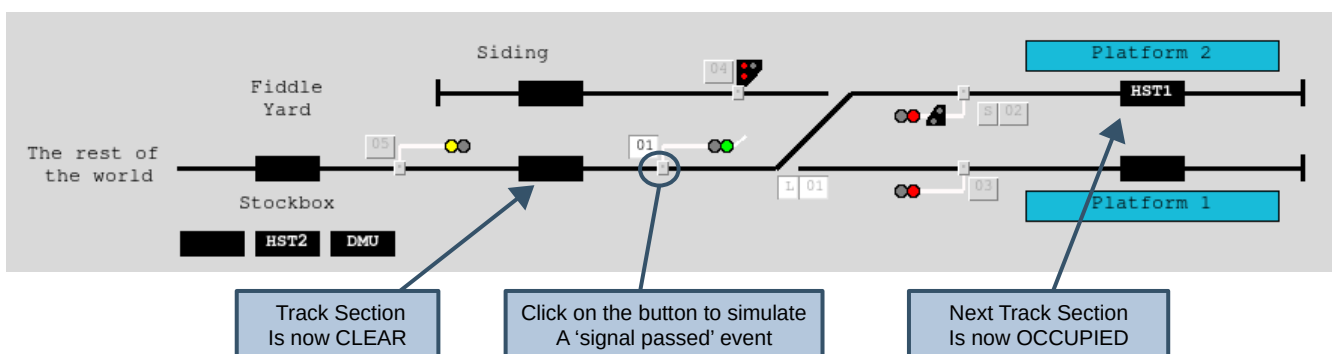 Siding
Platform 2
04
Fiddle
Yard
HST1
S 02
05
01
The rest of
the world
L 01
03
Stockbox
Platform 1
HST2 DMU
Track Section
Is now CLEAR
Click on the button to simulate
A ‘signal passed’ event
Next Track Section
Is now OCCUPIED